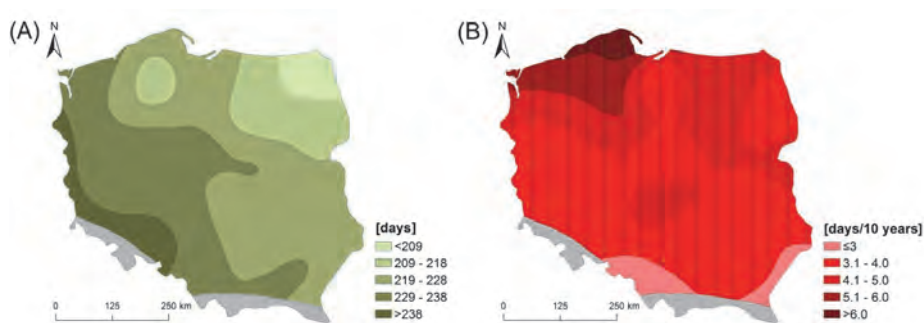 (A)
N
[days]
<209
209 - 218
219 - 228
229 - 238
>238
0 125 250 km
(B)
N
[days/10 years]
≤3
3.1 - 4.0
4.1 - 5.0
5.1 - 6.0
>6.0
0 125 250 km